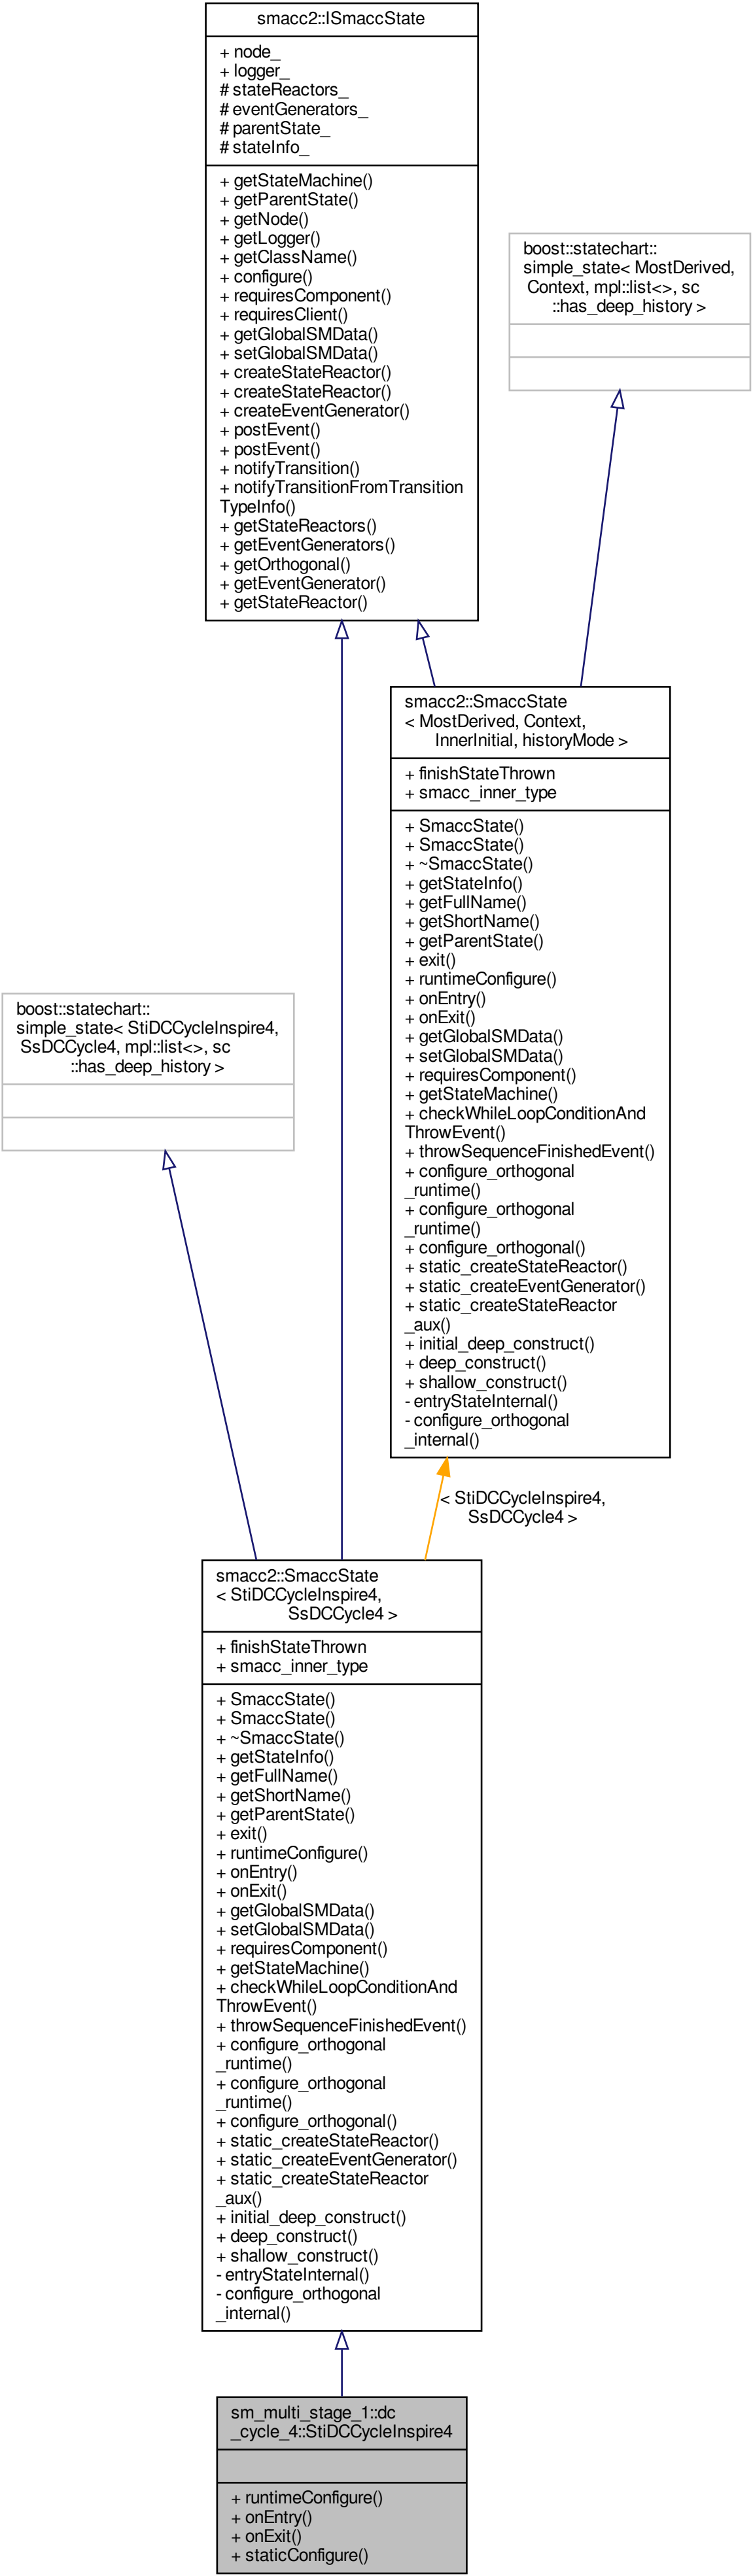 smacc2::ISmaccState
+ node_
+ logger_
# stateReactors_
# eventGenerators_
# parentState_
# stateInfo_
+ getStateMachine()
+ getParentState()
+ getNode()
+ getLogger()
+ getClassName()
+ configure()
+ requiresComponent()
+ requiresClient()
+ getGlobalSMData()
+ setGlobalSMData()
+ createStateReactor()
+ createStateReactor()
+ createEventGenerator()
+ postEvent()
+ postEvent()
+ notifyTransition()
+ notifyTransitionFromTransition
TypeInfo()
+ getStateReactors()
+ getEventGenerators()
+ getOrthogonal()
+ getEventGenerator()
+ getStateReactor()
boost::statechart::
simple_state< MostDerived,
Context, mpl::list<>, sc
::has_deep_history >
smacc2::SmaccState
< MostDerived, Context,
InnerInitial, historyMode >
+ finishStateThrown
+ smacc_inner_type
+ SmaccState()
+ SmaccState()
+ ~SmaccState()
+ getStateInfo()
+ getFullName()
+ getShortName()
+ getParentState()
+ exit()
+ runtimeConfigure()
+ onEntry()
+ onExit()
+ getGlobalSMData()
+ setGlobalSMData()
+ requiresComponent()
+ getStateMachine()
+ checkWhileLoopConditionAnd
ThrowEvent()
+ throwSequenceFinishedEvent()
+ configure_orthogonal
_runtime()
+ configure_orthogonal
_runtime()
+ configure_orthogonal()
+ static_createStateReactor()
+ static_createEventGenerator()
+ static_createStateReactor
_aux()
+ initial_deep_construct()
+ deep_construct()
+ shallow_construct()
- entryStateInternal()
- configure_orthogonal
_internal()
boost::statechart::
simple_state< StiDCCycleInspire4,
SsDCCycle4, mpl::list<>, sc
::has_deep_history >
< StiDCCycleInspire4,
SsDCCycle4 >
smacc2::SmaccState
< StiDCCycleInspire4,
SsDCCycle4 >
+ finishStateThrown
+ smacc_inner_type
+ SmaccState()
+ SmaccState()
+ ~SmaccState()
+ getStateInfo()
+ getFullName()
+ getShortName()
+ getParentState()
+ exit()
+ runtimeConfigure()
+ onEntry()
+ onExit()
+ getGlobalSMData()
+ setGlobalSMData()
+ requiresComponent()
+ getStateMachine()
+ checkWhileLoopConditionAnd
ThrowEvent()
+ throwSequenceFinishedEvent()
+ configure_orthogonal
_runtime()
+ configure_orthogonal
_runtime()
+ configure_orthogonal()
+ static_createStateReactor()
+ static_createEventGenerator()
+ static_createStateReactor
_aux()
+ initial_deep_construct()
+ deep_construct()
+ shallow_construct()
- entryStateInternal()
- configure_orthogonal
_internal()
sm_multi_stage_1::dc
_cycle_4::StiDCCycleInspire4
+ runtimeConfigure()
+ onEntry()
+ onExit()
+ staticConfigure()